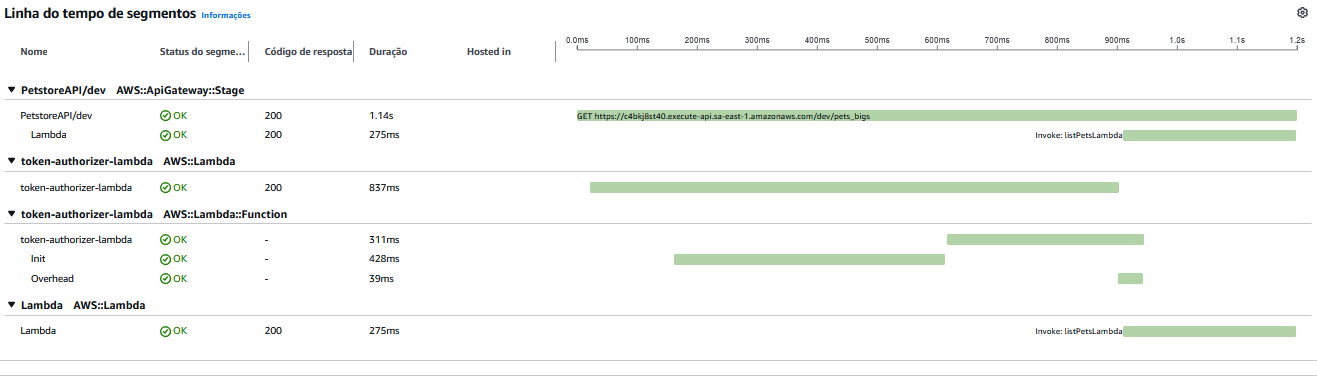 Linha do tempo de segmentos Informações
Nome Status do segme... Código de resposta Duração Hosted in 0.0ms 100ms 200ms 300ms 400ms 500ms 600ms 700ms 800ms 900ms 1.0s 1.1s 1.2s
PetstoreAPI/dev AWS::ApiGateway::Stage
PetstoreAPI/dev OK 200 1.14s GET https://c4bkj8st40.execute-api.sa-east-1.amazonaws.com/dev/pets_bigs
Lambda OK 200 275ms Invoke: listPetsLambda
token-authorizer-lambda AWS::Lambda
token-authorizer-lambda OK 200 837ms
token-authorizer-lambda AWS::Lambda::Function
token-authorizer-lambda OK - 311ms
Init OK - 428ms
Overhead OK - 39ms
Lambda AWS::Lambda
Lambda OK 200 275ms Invoke: listPetsLambda